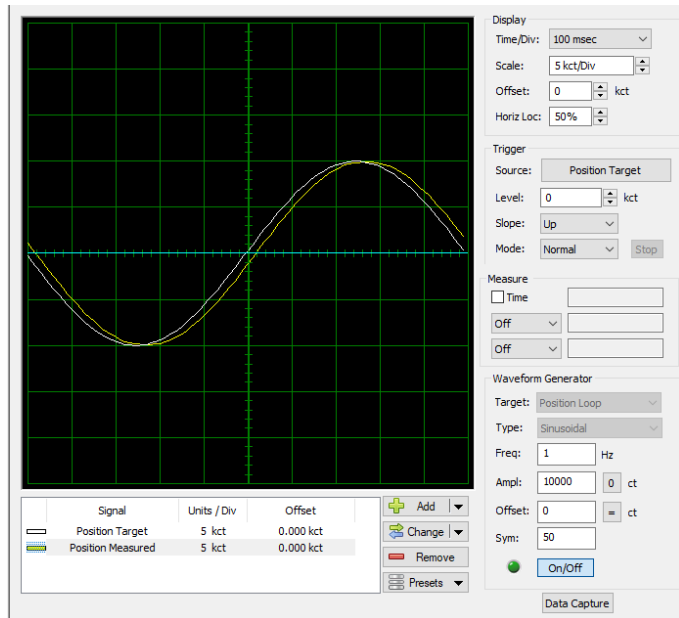 Display
Time/Div: 100 msec
Scale: 5 kct/Div
Offset: 0 kct
Horiz Loc: 50%
Trigger
Source: Position Target
Level: 0 kct
Slope: Up
Mode: Normal Stop
Measure
Time
Off
Off
Waveform Generator
Target: Position Loop
Type: Sinusoidal
Freq: 1 Hz
Ampl: 10000 0 ct
Offset: 0 = ct
Sym: 50
On/Off
Data Capture
Signal Units / Div Offset
Position Target 5 kct 0.000 kct
Position Measured 5 kct 0.000 kct
Add
Change
Remove
Presets